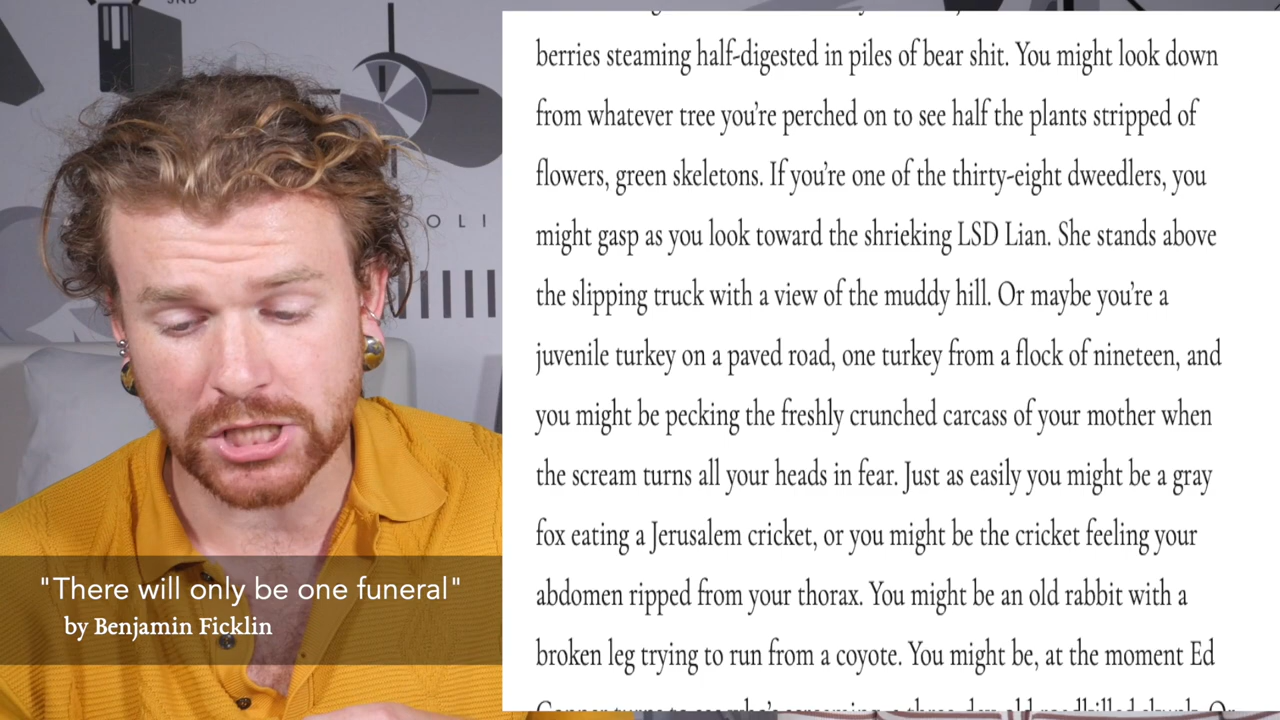 SOLI
berries steaming half-digested in piles of bear shit. You might look down
from whatever tree you're perched on to see half the plants stripped of
flowers, green skeletons. If you're one of the thirty-eight dweedlers, you
might gasp as you look toward the shrieking LSD Lian. She stands above
the slipping truck with a view of the muddy hill. Or maybe you're a
juvenile turkey on a paved road, one turkey from a flock of nineteen, and
you might be pecking the freshly crunched carcass of your mother when
the scream turns all your heads in fear. Just as easily you might be a gray
fox eating a Jerusalem cricket, or you might be the cricket feeling your
abdomen ripped from your thorax. You might be an old rabbit with a
broken leg trying to run from a coyote. You might be, at the moment Ed
"There will only be one funeral"
by Benjamin Ficklin